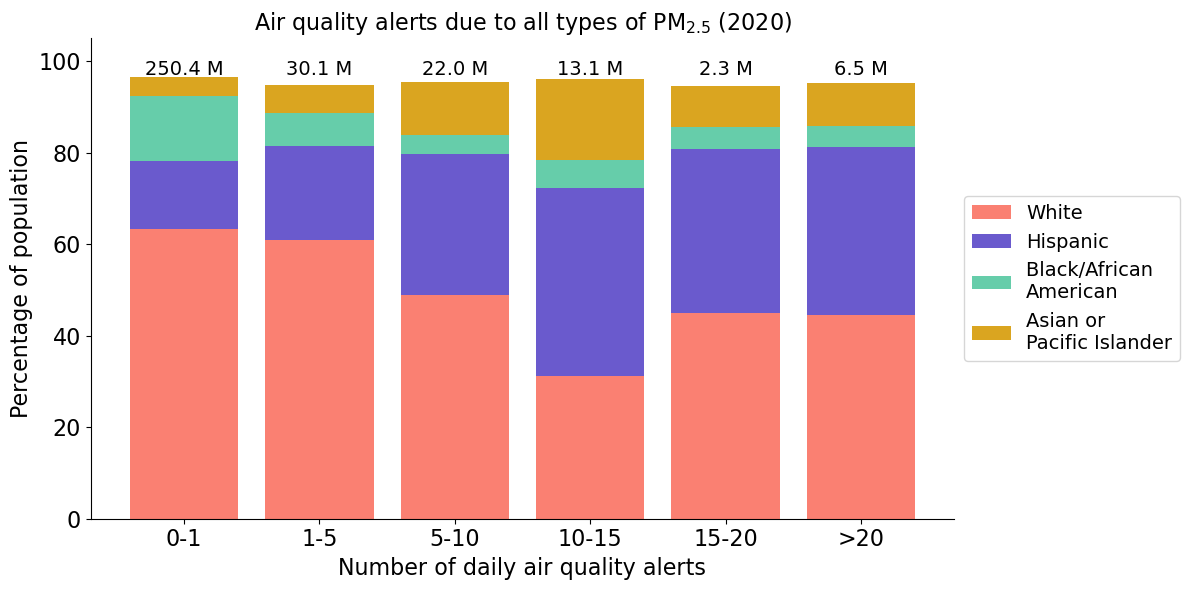 Air quality alerts due to all types of PM2.5 (2020)
250.4 M
30.1 M
22.0 M
13.1 M
2.3 M
6.5 M
100
80
60
40
20
0
Percentage of population
0-1
1-5
5-10
10-15
15-20
>20
Number of daily air quality alerts
White
Hispanic
Black/African
American
Asian or
Pacific Islander